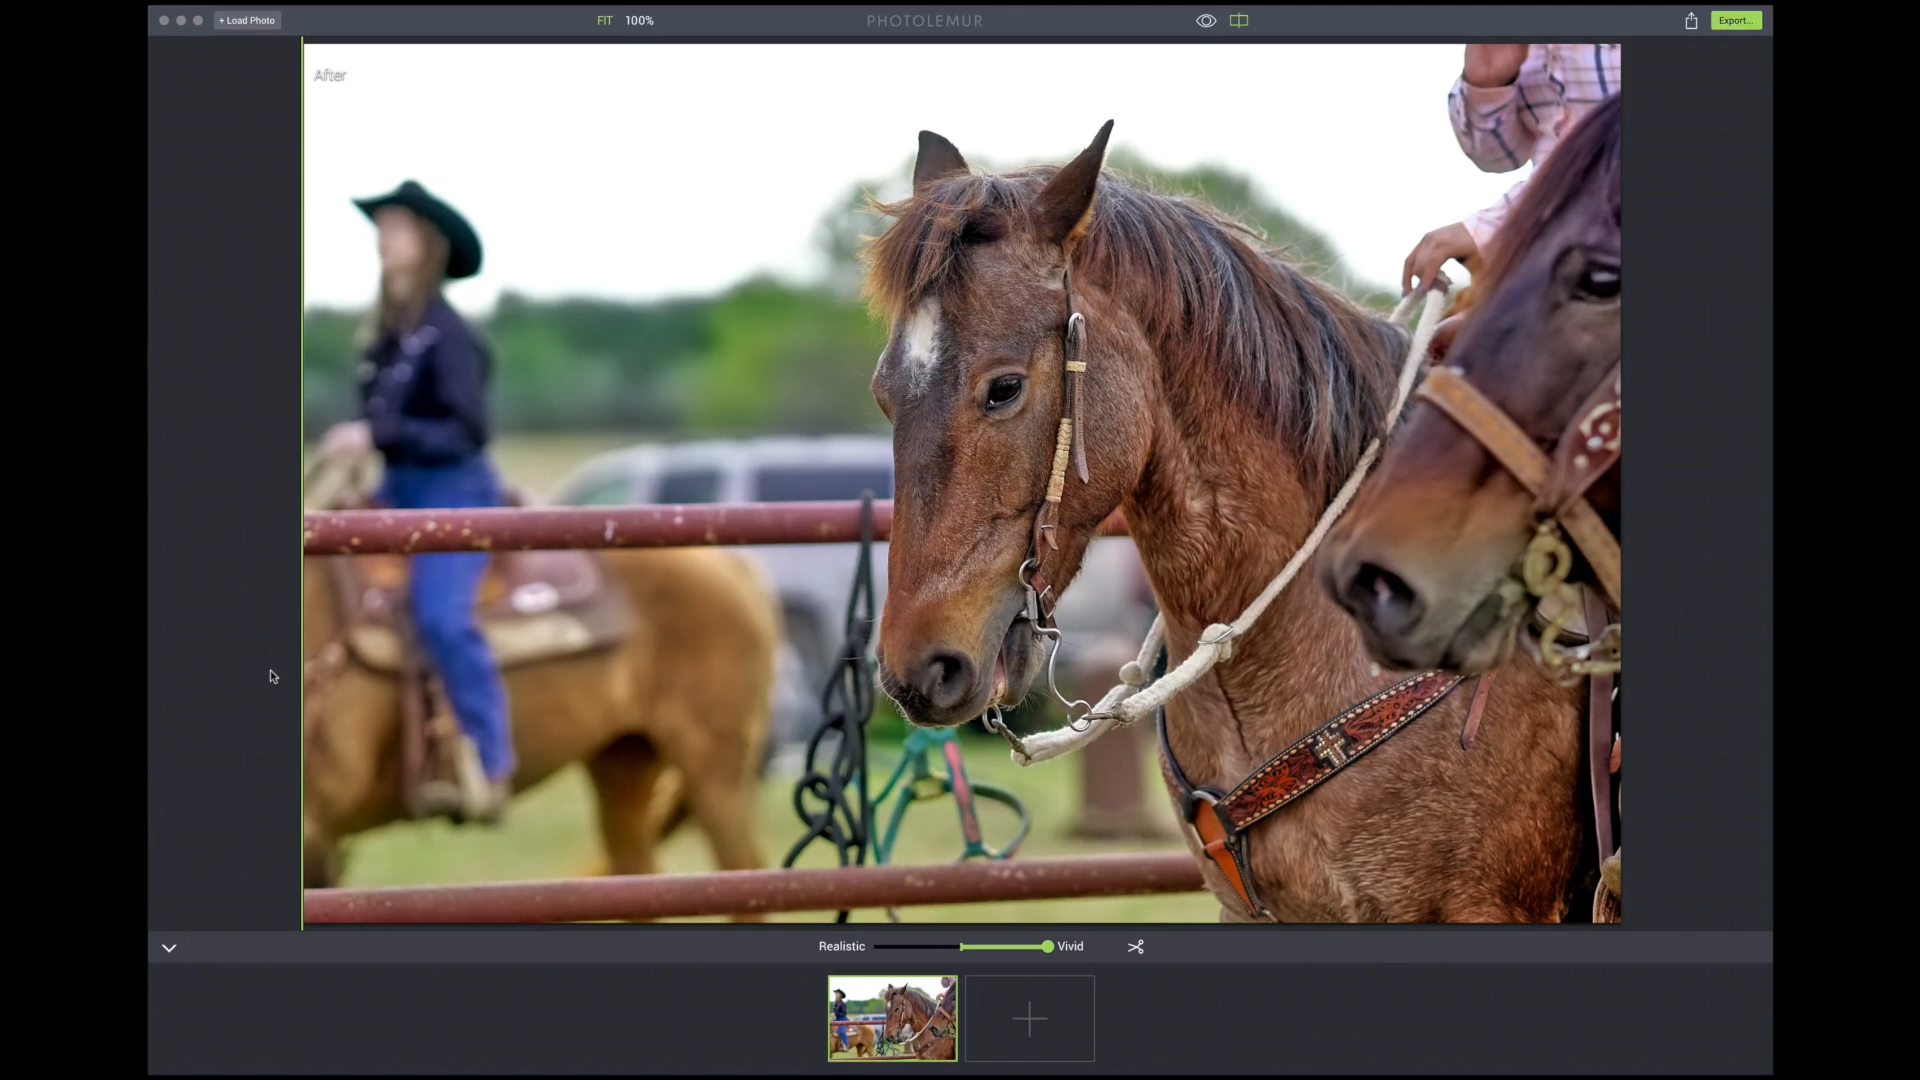 + Load Photo
FIT 100%
PHOTOLEMUR
Export...
After
Realistic
Vivid